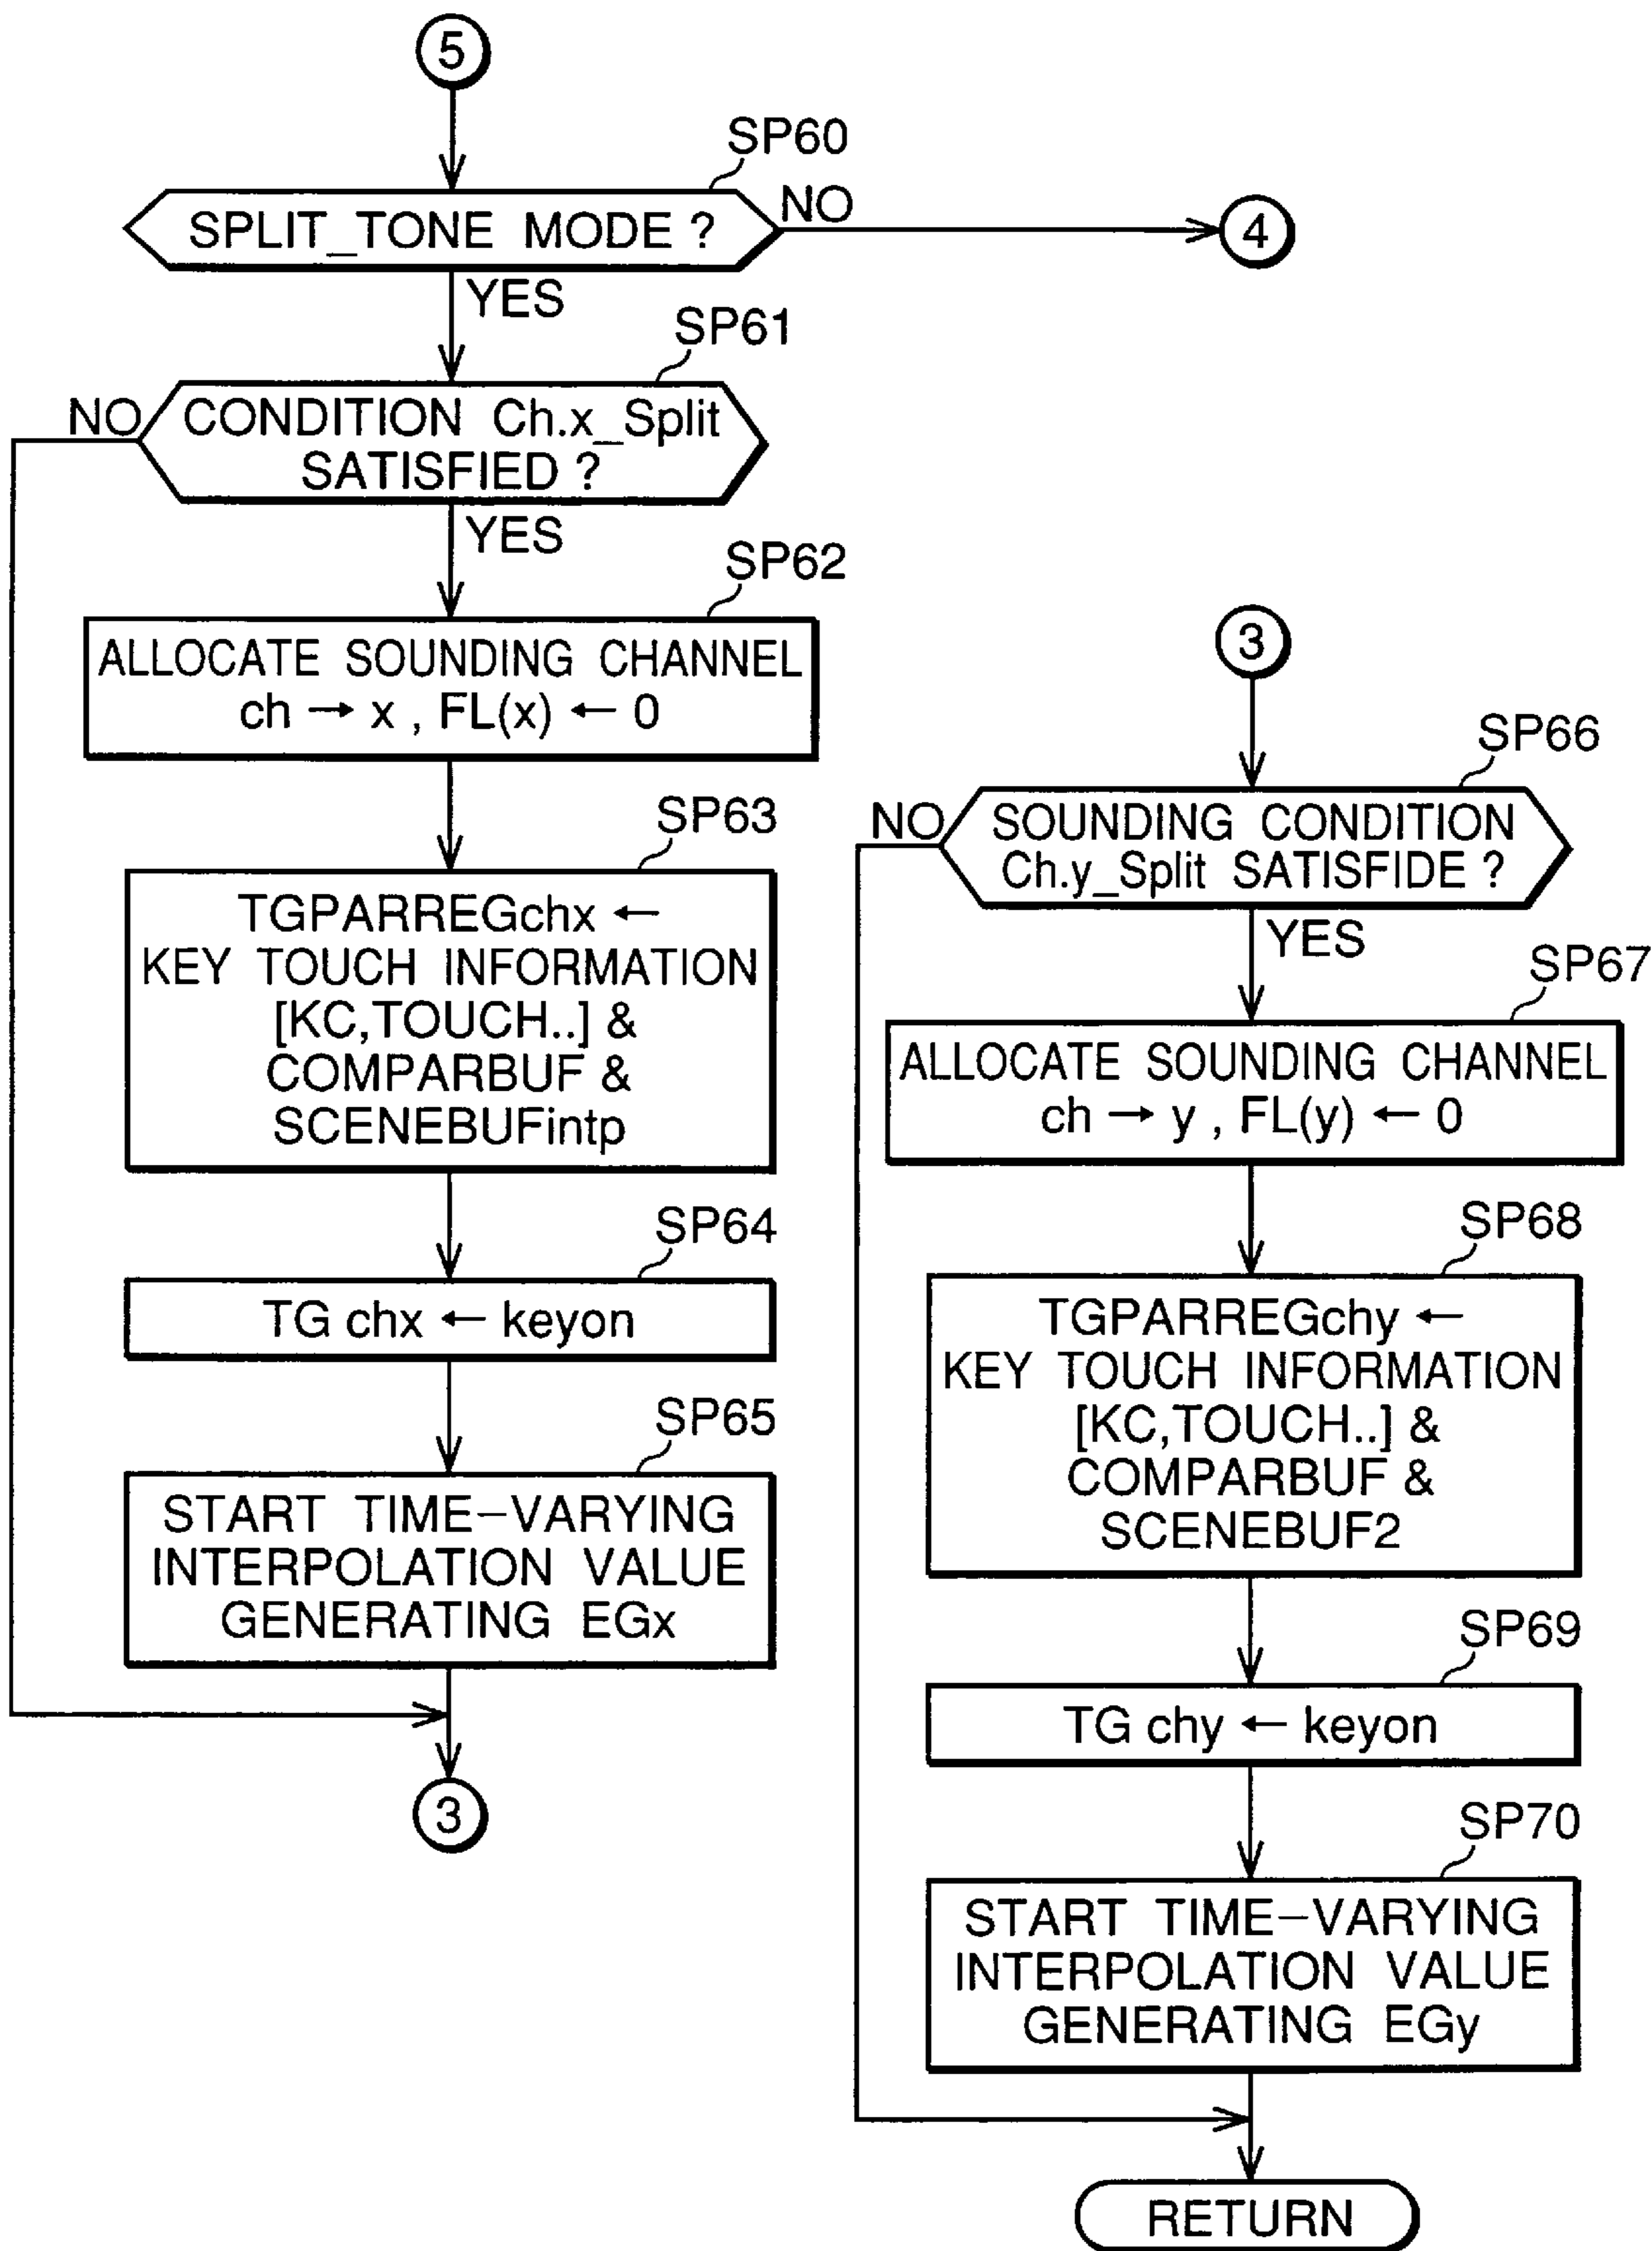 5
SP60
SPLIT_TONE MODE ?
NO
4
YES
SP61
NO
CONDITION Ch.x_Split
SATISFIED ?
YES
SP62
ALLOCATE SOUNDING CHANNEL
ch → x , FL(x) ← 0
SP63
TGPARREGchx ←
KEY TOUCH INFORMATION
[KC,TOUCH..] &
COMPARBUF &
SCENEBUFintp
SP64
TG chx ← keyon
SP65
START TIME-VARYING
INTERPOLATION VALUE
GENERATING EGx
3
3
SP66
NO
SOUNDING CONDITION
Ch.y_Split SATISFIDE ?
YES
SP67
ALLOCATE SOUNDING CHANNEL
ch → y , FL(y) ← 0
SP68
TGPARREGchy ←
KEY TOUCH INFORMATION
[KC,TOUCH..] &
COMPARBUF &
SCENEBUF2
SP69
TG chy ← keyon
SP70
START TIME-VARYING
INTERPOLATION VALUE
GENERATING EGy
RETURN